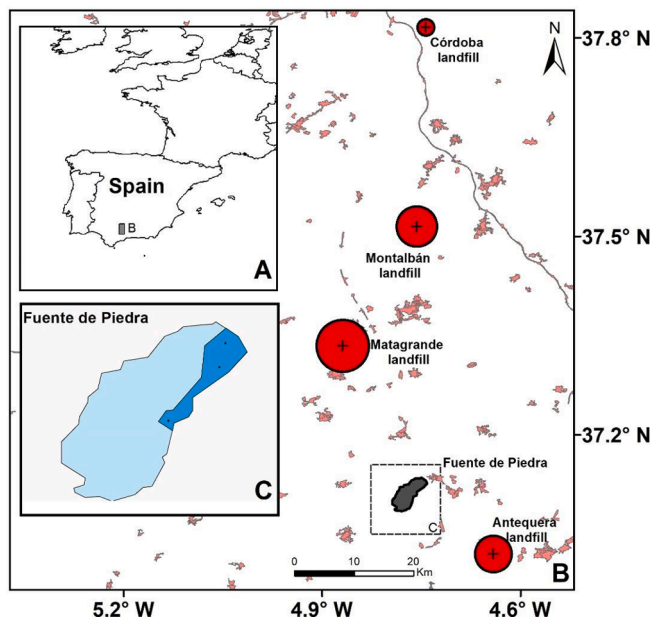 Córdoba
landfill
N
37.8° N
Spain
B
A
Montalbán
landfill
37.5° N
Fuente de Piedra
C
Matagrande
landfill
37.2° N
Fuente de Piedra
C
Antequera
landfill
0 10 20
Km
B
5.2° W 4.9° W 4.6° W